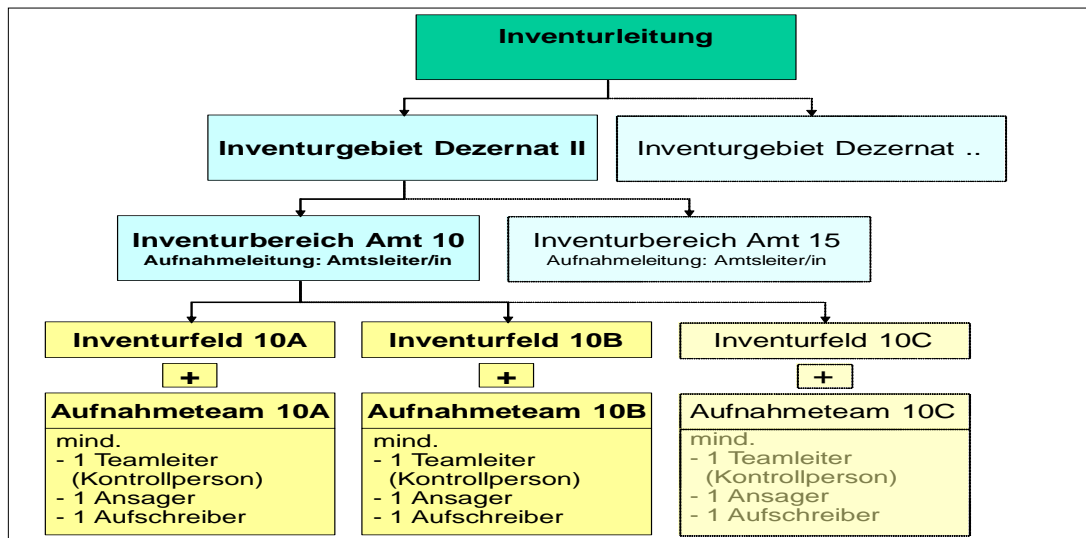 Inventurleitung
Inventurgebiet Dezernat II
Inventurgebiet Dezernat ..
Inventurbereich Amt 10
Aufnahmeleitung: Amtsleiter/in
Inventurbereich Amt 15
Aufnahmeleitung: Amtsleiter/in
Inventurfeld 10A
+
Aufnahmeteam 10A
mind.
- 1 Teamleiter
(Kontrollperson)
- 1 Ansager
- 1 Aufschreiber
Inventurfeld 10B
+
Aufnahmeteam 10B
mind.
- 1 Teamleiter
(Kontrollperson)
- 1 Ansager
- 1 Aufschreiber
Inventurfeld 10C
+
Aufnahmeteam 10C
mind.
- 1 Teamleiter
(Kontrollperson)
- 1 Ansager
- 1 Aufschreiber